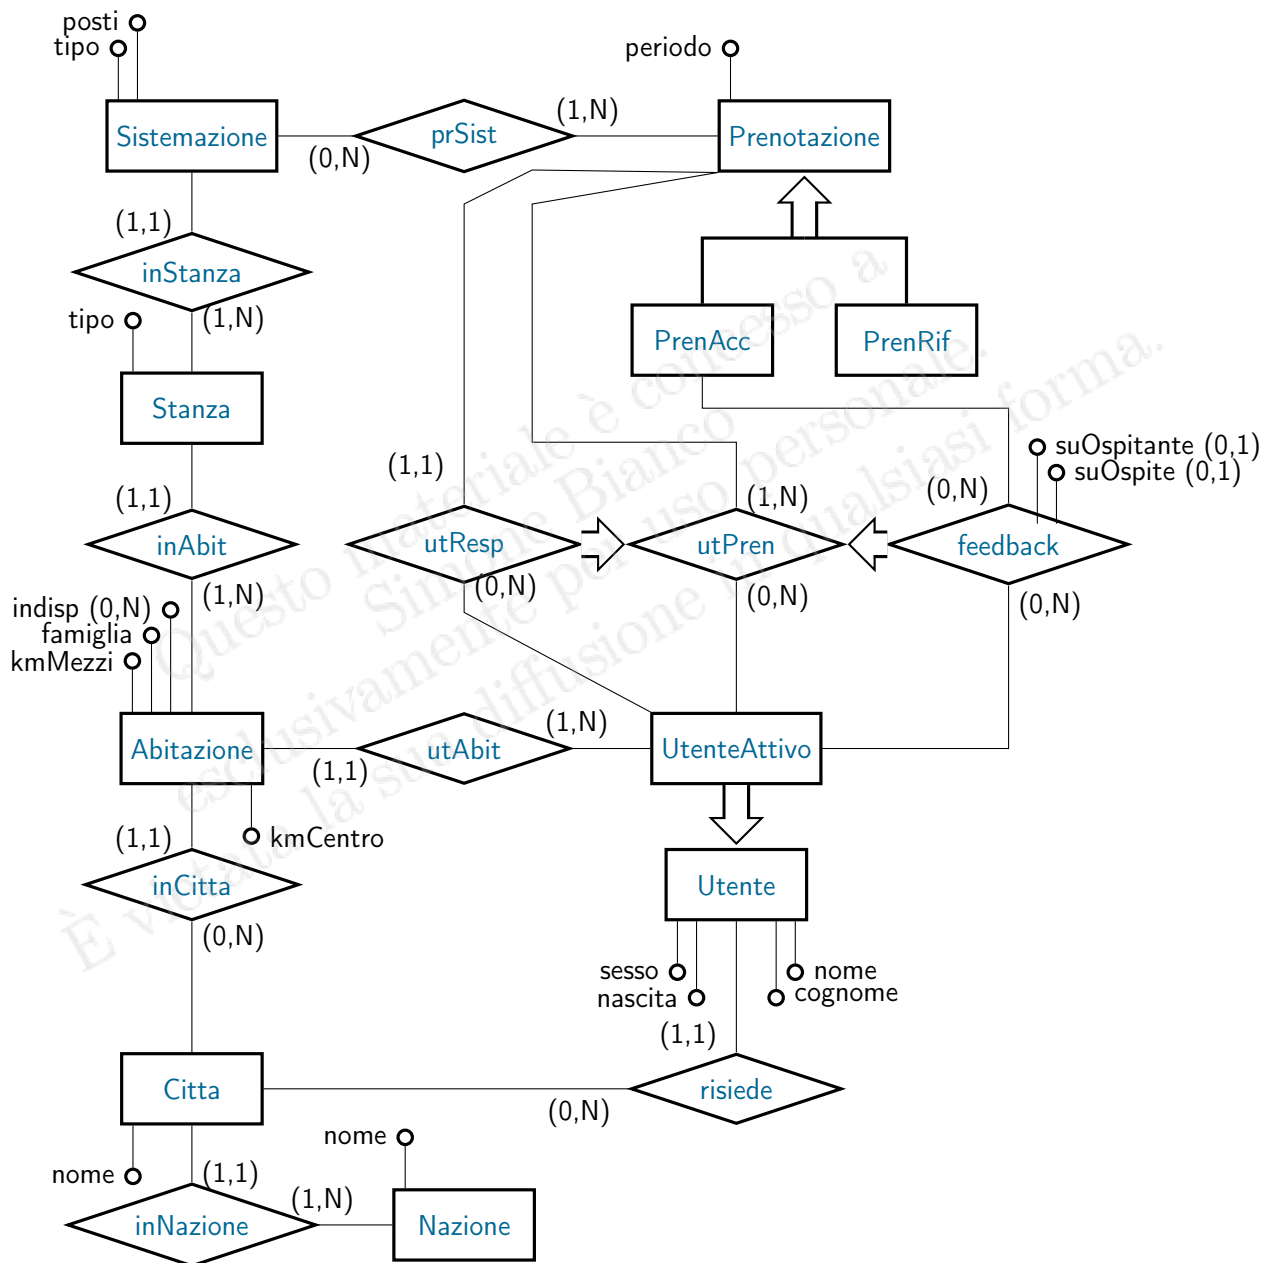 posti
tipo
periodo
Sistemazione
(0,N)
prSist
(1,N)
Prenotazione
(1,1)
inStanza
(1,N)
tipo
Stanza
PrenAcc
PrenRif
(1,1)
inAbit
(1,N)
(1,1)
utResp
(0,N)
(1,N)
utPren
(0,N)
suOspitante (0,1)
suOspite (0,1)
(0,N)
feedback
(0,N)
indisp (0,N)
famiglia
kmMezzi
Abitazione
(1,1)
utAbit
(1,N)
UtenteAttivo
kmCentro
(1,1)
inCitta
(0,N)
Utente
sesso
nascita
nome
cognome
(1,1)
risiede
(0,N)
Citta
nome
(1,1)
inNazione
(1,N)
nome
Nazione
Questo materiale è concesso a
Simone Bianco
esclusivamente per uso personale.
È vietata la sua diffusione in qualsiasi forma.